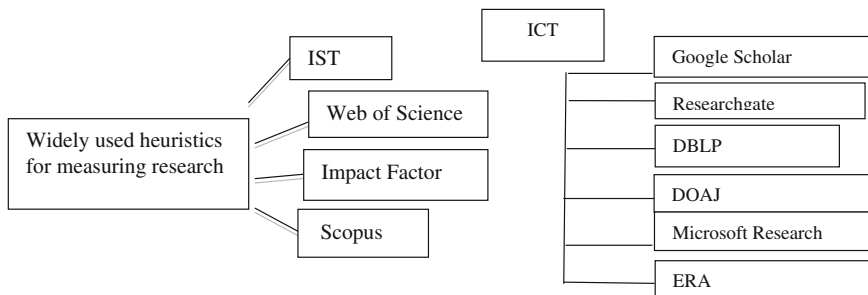 Widely used heuristics
for measuring research
IST
Web of Science
Impact Factor
Scopus
ICT
Google Scholar
Researchgate
DBLP
DOAJ
Microsoft Research
ERA